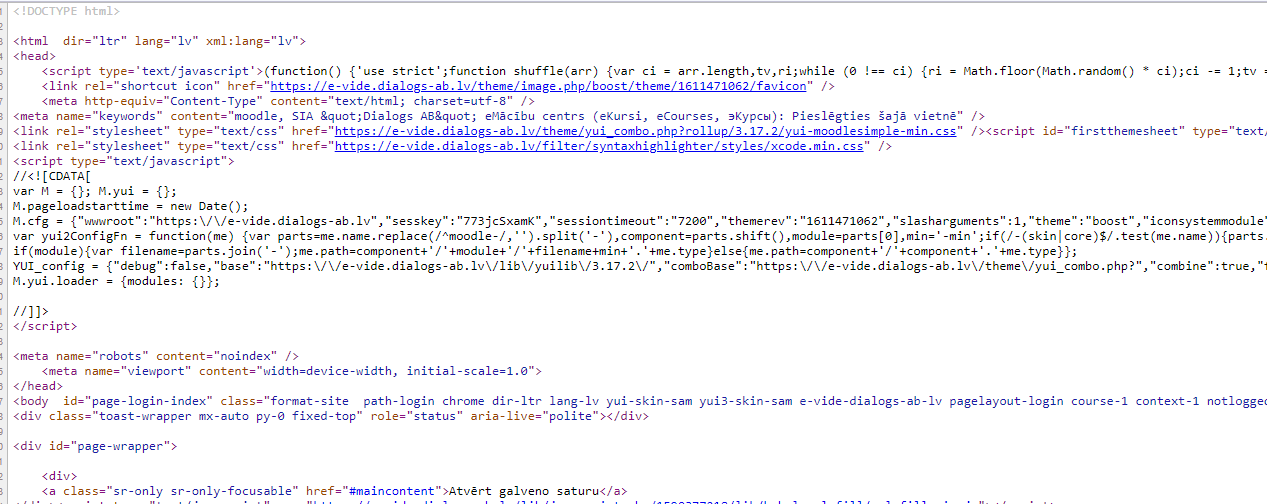 <!DOCTYPE html>
<html  dir="ltr" lang="lv" xml:lang="lv">
<head>
<script type='text/javascript'>(function() {'use strict';function shuffle(arr) {var ci = arr.length,tv,ri;while (0 !== ci) {ri = Math.floor(Math.random() * ci);ci -= 1;tv =
<link rel="shortcut icon" href="https://e-vide.dialogs-ab.lv/theme/image.php/boost/theme/1611471062/favicon" />
<meta http-equiv="Content-Type" content="text/html; charset=utf-8" />
<meta name="keywords" content="moodle, SIA &quot;Dialogs AB&quot; eMācību centrs (eKursi, eCourses, эКурсы): Pieslēgties šajā vietnē" />
<link rel="stylesheet" type="text/css" href="https://e-vide.dialogs-ab.lv/theme/yui_combo.php?rollup/3.17.2/yui-moodlesimple-min.css" /><script id="firstthemesheet" type="text/
<link rel="stylesheet" type="text/css" href="https://e-vide.dialogs-ab.lv/filter/syntaxhighlighter/styles/xcode.min.css" />
<script type="text/javascript">
//<![CDATA[
var M = {}; M.yui = {};
M.pageloadstarttime = new Date();
M.cfg = {"wwwroot":"https:\/\/e-vide.dialogs-ab.lv","sesskey":"773jcSxamK","sessiontimeout":"7200","themerev":"1611471062","slasharguments":1,"theme":"boost","iconsystemmodule"
var yui2ConfigFn = function(me) {var parts=me.name.replace(/^moodle-/,'').split('-'),component=parts.shift(),module=parts[0],min='-min';if(/-(skin|core)$/.test(me.name)){parts.
if(module){var filename=parts.join('-');me.path=component+'/'+module+'/'+filename+min+'.'+me.type}else{me.path=component+'/'+component+'.'+me.type}};
YUI_config = {"debug":false,"base":"https:\/\/e-vide.dialogs-ab.lv\/lib\/yuilib\/3.17.2\/","comboBase":"https:\/\/e-vide.dialogs-ab.lv\/theme\/yui_combo.php?","combine":true,
M.yui.loader = {modules: {}};
//]]>
</script>
<meta name="robots" content="noindex" />
<meta name="viewport" content="width=device-width, initial-scale=1.0">
</head>
<body  id="page-login-index" class="format-site  path-login chrome dir-ltr lang-lv yui-skin-sam yui3-skin-sam e-vide-dialogs-ab-lv pagelayout-login course-1 context-1 notlogged
<div class="toast-wrapper mx-auto py-0 fixed-top" role="status" aria-live="polite"></div>
<div id="page-wrapper">
<div>
<a class="sr-only sr-only-focusable" href="#maincontent">Atvērt galveno saturu</a>